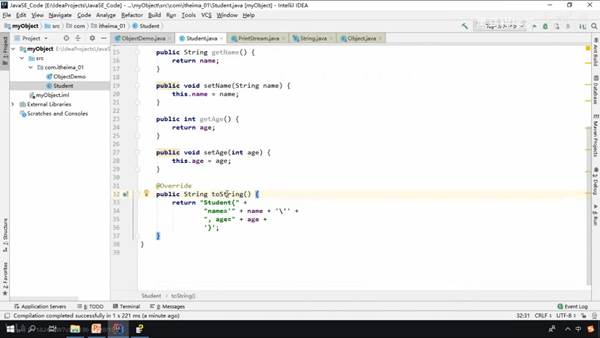 JavaSE_Code [E:\IdeaProjects\JavaSE_Code] - ...\myObject\src\com\itheima_01\Student.java [myObject] - IntelliJ IDEA
File Edit View Navigate Code Analyze Refactor Build Run Tools VCS Window Help
myObject src com itheima_01 Student
Project
ObjectDemo.java Student.java PrintStream.java String.java Object.java
myObject E:\IdeaProjects\JavaSE
src
com.itheima_01
ObjectDemo
Student
myObject.iml
External Libraries
Scratches and Consoles
15 public String getName() {
16 return name;
17 }
18
19 public void setName(String name) {
20 this.name = name;
21 }
22
23 public int getAge() {
24 return age;
25 }
26
27 public void setAge(int age) {
28 this.age = age;
29 }
30
31 @Override
32 public String toString() {
33 return "Student{" +
34 "name='" + name + '\'' +
35 ", age=" + age +
36 '}';
37 }
38 }
Student toString()
Ant Build
Database
Maven Projects
Z: Structure
2: Favorites
Application Servers 6: TODO Terminal 0: Messages Event Log
Compilation completed successfully in 1 s 221 ms (a minute ago) 32:31 CRLF UTF-8